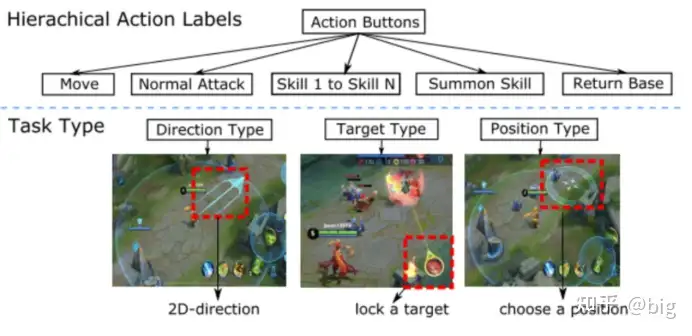 Hierachical Action Labels
Action Buttons
Move
Normal Attack
Skill 1 to Skill N
Summon Skill
Return Base
Task Type
Direction Type
Target Type
Position Type
2D-direction
lock a target
choose a position
知乎 @big